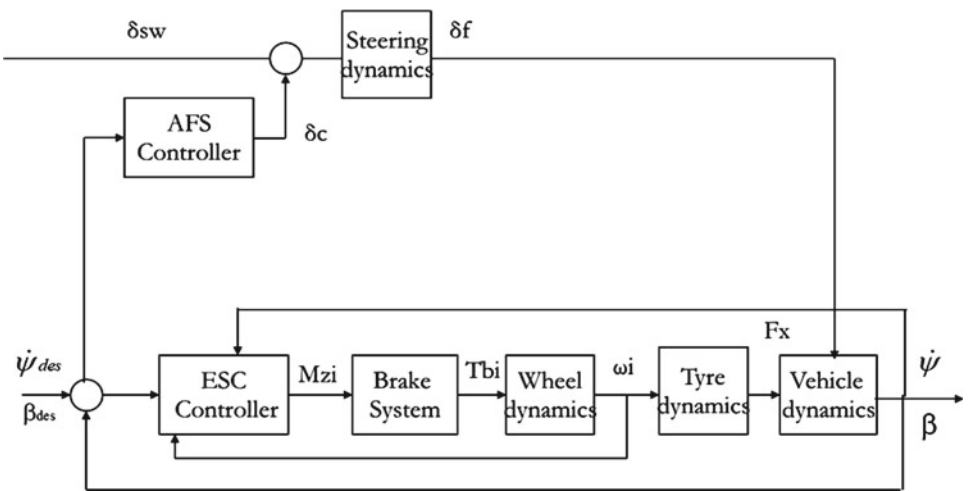 δsw
Steering
dynamics
δf
AFS
Controller
δc
ψ̇des
βdes
ESC
Controller
Mzi
Brake
System
Tbi
Wheel
dynamics
ωi
Tyre
dynamics
Fx
Vehicle
dynamics
ψ̇
β